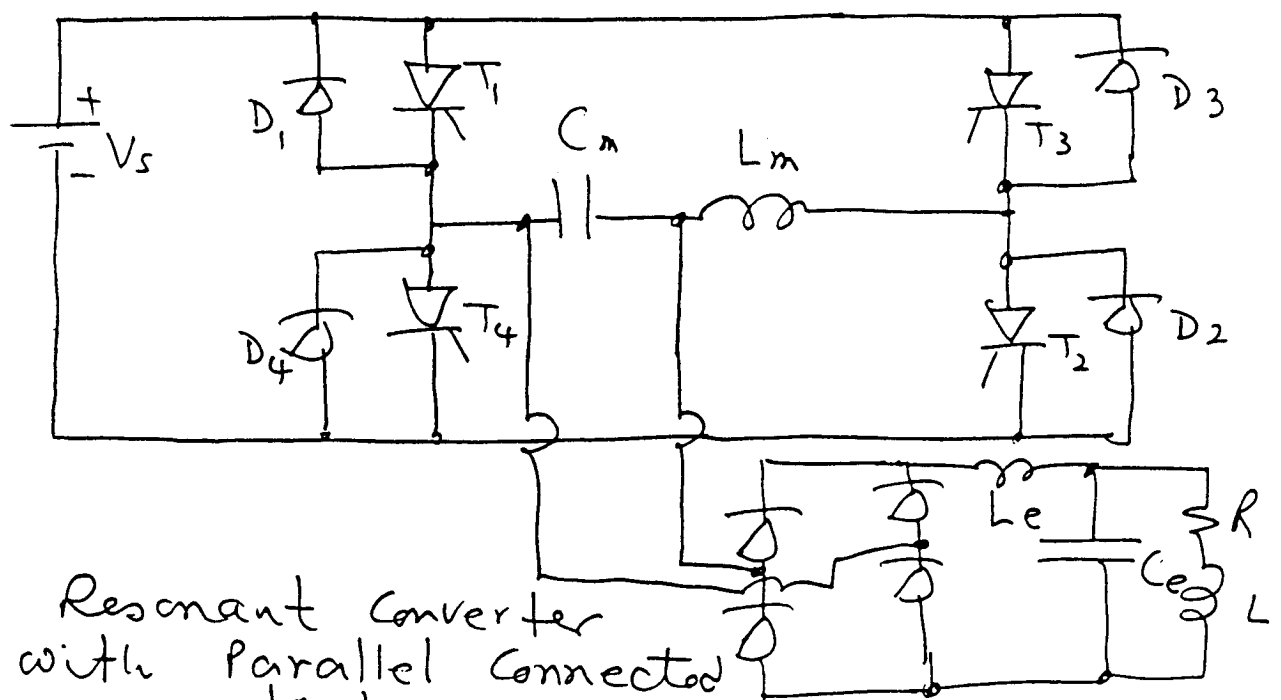 +
Vs
-
D1
T1
Cm
Lm
T3
D3
D4
T4
T2
D2
Le
Ce
R
L
Resonant Converter
with Parallel Connected